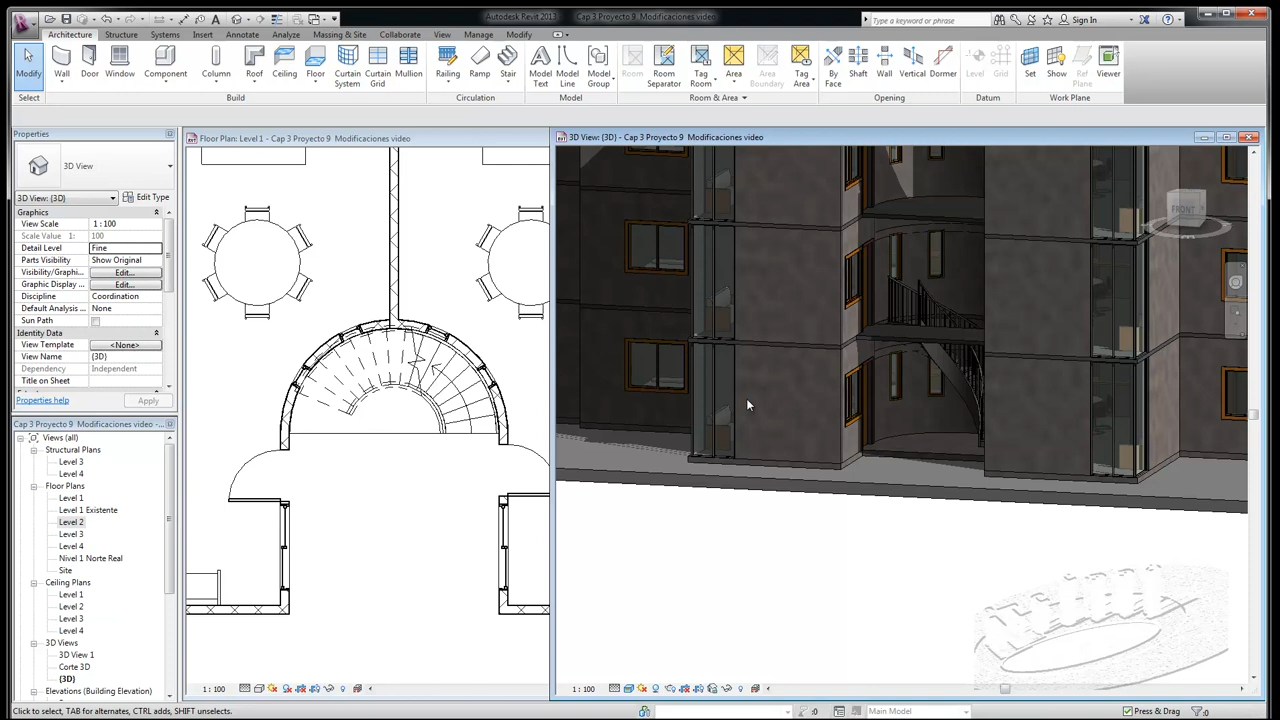 Autodesk Revit 2013 Cap 3 Proyecto 9 Modificaciones video
Type a keyword or phrase
Sign In
Architecture Structure Systems Insert Annotate Analyze Massing & Site Collaborate View Manage Modify
Modify Wall Door Window Component Column Roof Ceiling Floor Curtain System Curtain Grid Mullion Railing Ramp Stair Model Text Model Line Model Group Room Room Separator Tag Room Area Area Boundary Tag Area By Face Shaft Wall Vertical Dormer Level Grid Set Show Ref Plane Viewer
Select Build Circulation Model Room & Area Opening Datum Work Plane
Properties
3D View
3D View: {3D} Edit Type
Graphics
View Scale 1 : 100
Scale Value 1: 100
Detail Level Fine
Parts Visibility Show Original
Visibility/Graphi... Edit...
Graphic Display ... Edit...
Discipline Coordination
Default Analysis ... None
Sun Path
Identity Data
View Template <None>
View Name {3D}
Dependency Independent
Title on Sheet
Properties help Apply
Cap 3 Proyecto 9 Modificaciones video -...
Views (all)
Structural Plans
Level 3
Level 4
Floor Plans
Level 1
Level 1 Existente
Level 2
Level 3
Level 4
Nivel 1 Norte Real
Site
Ceiling Plans
Level 1
Level 2
Level 3
Level 4
3D Views
3D View 1
Corte 3D
{3D}
Elevations (Building Elevation)
Floor Plan: Level 1 - Cap 3 Proyecto 9 Modificaciones video
1 : 100
3D View: {3D} - Cap 3 Proyecto 9 Modificaciones video
FRONT
1 : 100
Click to select, TAB for alternates, CTRL adds, SHIFT unselects.
:0
Main Model
Press & Drag
:0